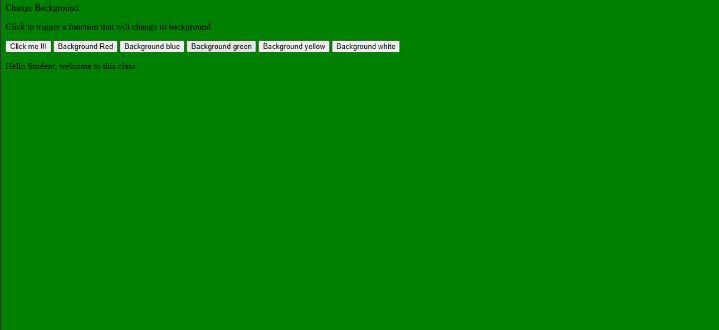 Change Background.
Click to trigger a function that will change to background
Click me !!! Background Red Background blue Background green Background yellow Background white
Hello Student, welcome to this class.